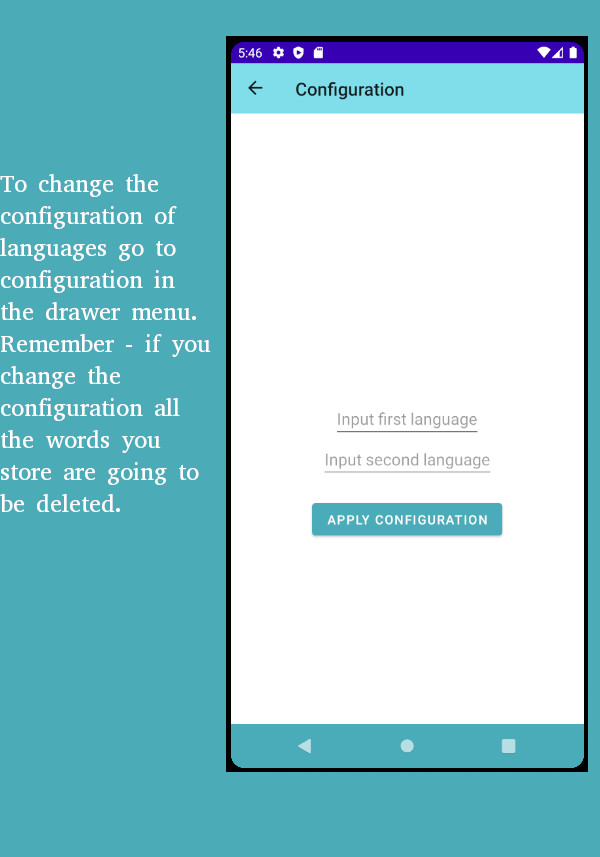 To change the
configuration of
languages go to
configuration in
the drawer menu.
Remember - if you
change the
configuration all
the words you
store are going to
be deleted.
5:46
Configuration
Input first language
Input second language
APPLY CONFIGURATION